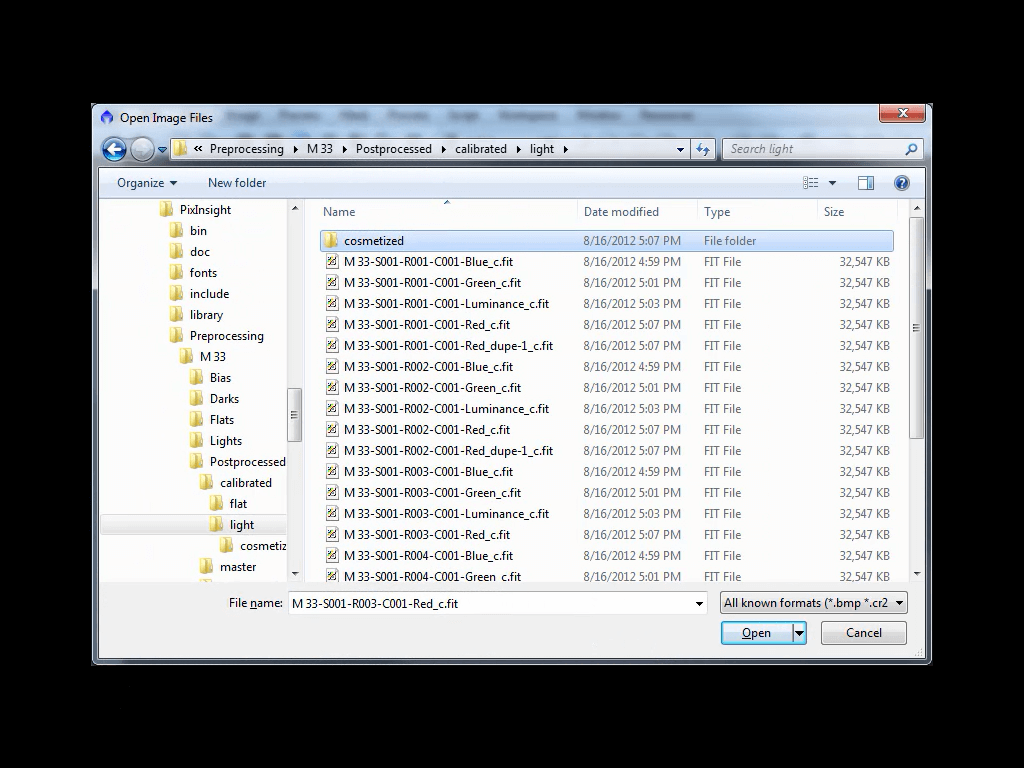 Open Image Files
« Preprocessing M 33 Postprocessed calibrated light
Search light
Organize New folder
Name Date modified Type Size
PixInsight
bin
doc
fonts
include
library
Preprocessing
M 33
Bias
Darks
Flats
Lights
Postprocessed
calibrated
flat
light
cosmetiz
master
cosmetized 8/16/2012 5:07 PM File folder
M 33-S001-R001-C001-Blue_c.fit 8/16/2012 4:59 PM FIT File 32,547 KB
M 33-S001-R001-C001-Green_c.fit 8/16/2012 5:01 PM FIT File 32,547 KB
M 33-S001-R001-C001-Luminance_c.fit 8/16/2012 5:03 PM FIT File 32,547 KB
M 33-S001-R001-C001-Red_c.fit 8/16/2012 5:07 PM FIT File 32,547 KB
M 33-S001-R001-C001-Red_dupe-1_c.fit 8/16/2012 5:07 PM FIT File 32,547 KB
M 33-S001-R002-C001-Blue_c.fit 8/16/2012 4:59 PM FIT File 32,547 KB
M 33-S001-R002-C001-Green_c.fit 8/16/2012 5:01 PM FIT File 32,547 KB
M 33-S001-R002-C001-Luminance_c.fit 8/16/2012 5:03 PM FIT File 32,547 KB
M 33-S001-R002-C001-Red_c.fit 8/16/2012 5:07 PM FIT File 32,547 KB
M 33-S001-R002-C001-Red_dupe-1_c.fit 8/16/2012 5:07 PM FIT File 32,547 KB
M 33-S001-R003-C001-Blue_c.fit 8/16/2012 4:59 PM FIT File 32,547 KB
M 33-S001-R003-C001-Green_c.fit 8/16/2012 5:01 PM FIT File 32,547 KB
M 33-S001-R003-C001-Luminance_c.fit 8/16/2012 5:03 PM FIT File 32,547 KB
M 33-S001-R003-C001-Red_c.fit 8/16/2012 5:07 PM FIT File 32,547 KB
M 33-S001-R004-C001-Blue_c.fit 8/16/2012 4:59 PM FIT File 32,547 KB
M 33-S001-R004-C001-Green_c.fit 8/16/2012 5:01 PM FIT File 32,547 KB
File name: M 33-S001-R003-C001-Red_c.fit All known formats (*.bmp *.cr2
Open Cancel